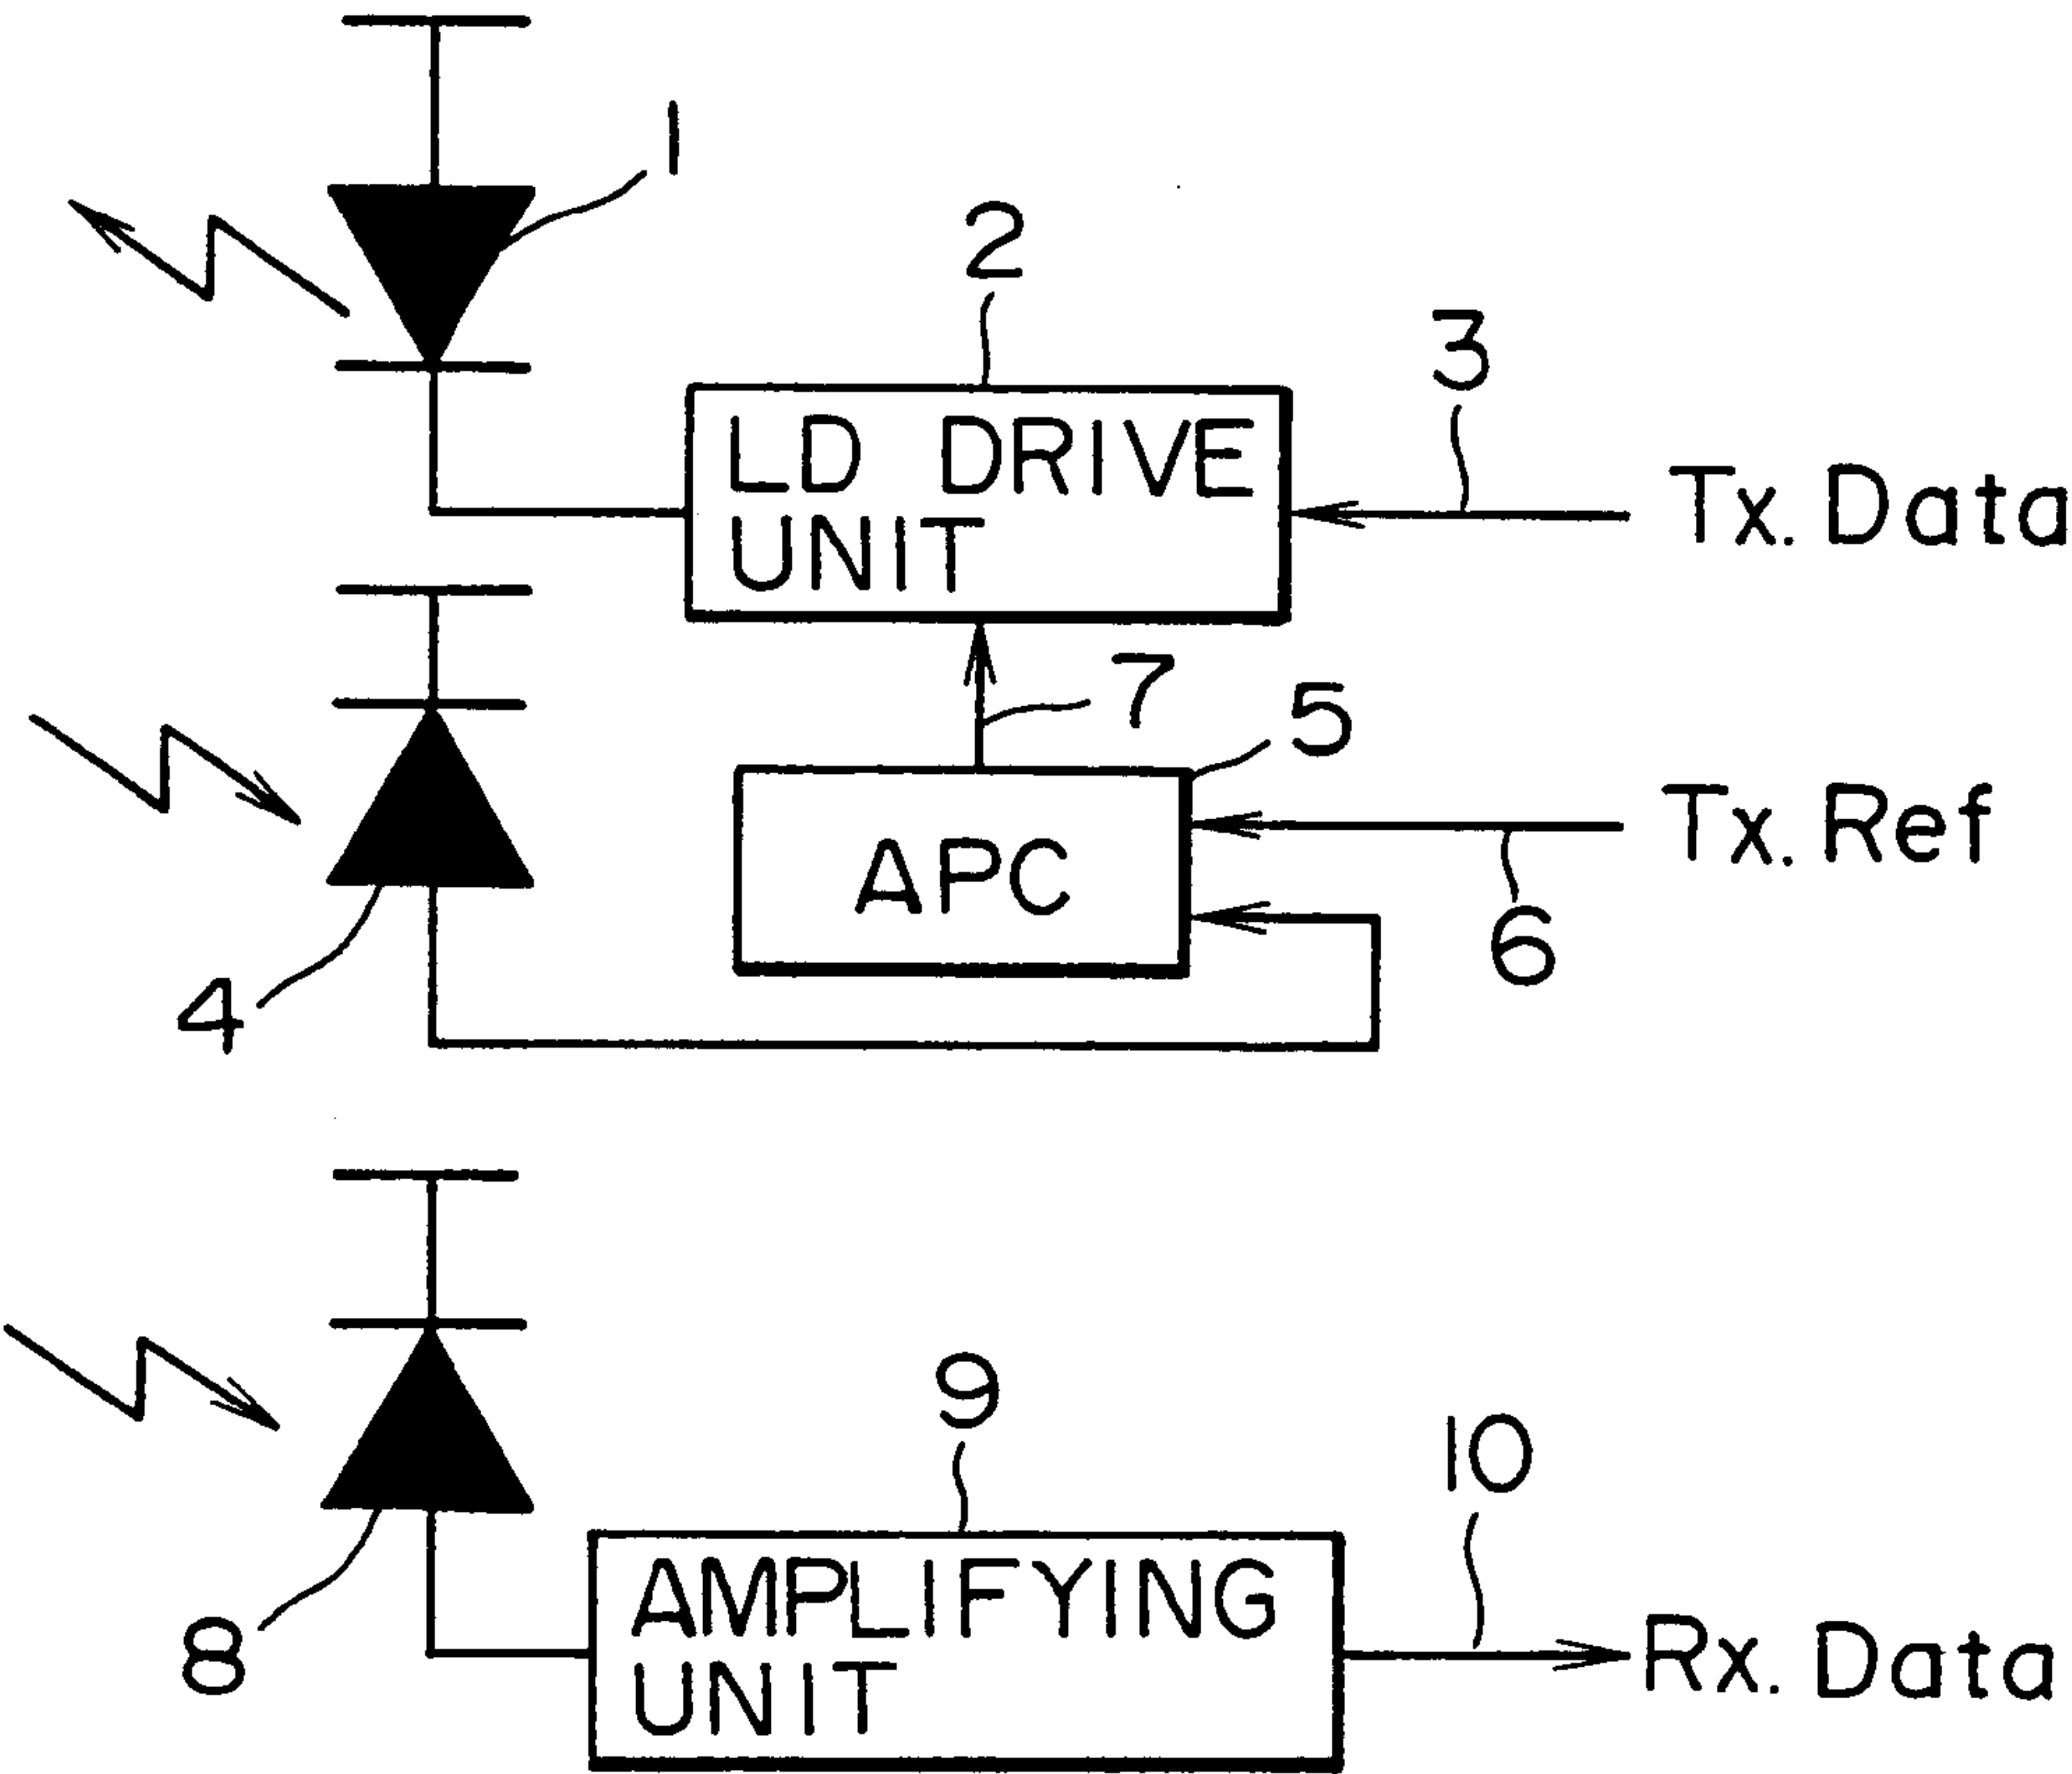 1
2
3
LD DRIVE
UNIT
Tx. Data
7
5
APC
Tx. Ref
6
4
9
10
AMPLIFYING
UNIT
Rx. Data
8